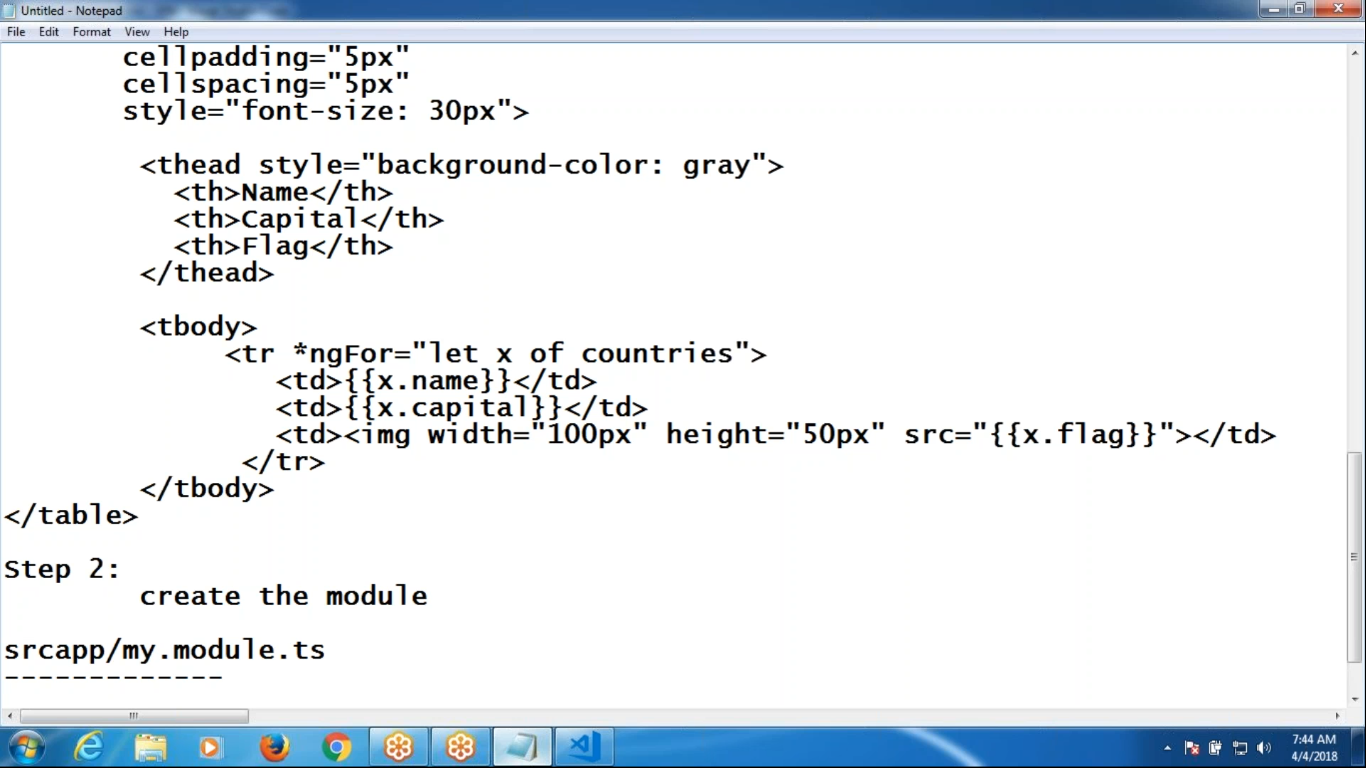 Untitled - Notepad
File Edit Format View Help
cellpadding="5px"
cellspacing="5px"
style="font-size: 30px">
<thead style="background-color: gray">
<th>Name</th>
<th>Capital</th>
<th>Flag</th>
</thead>
<tbody>
<tr *ngFor="let x of countries">
<td>{{x.name}}</td>
<td>{{x.capital}}</td>
<td><img width="100px" height="50px" src="{{x.flag}}"></td>
</tr>
</tbody>
</table>
Step 2:
create the module
srcapp/my.module.ts
-------------
7:44 AM
4/4/2018